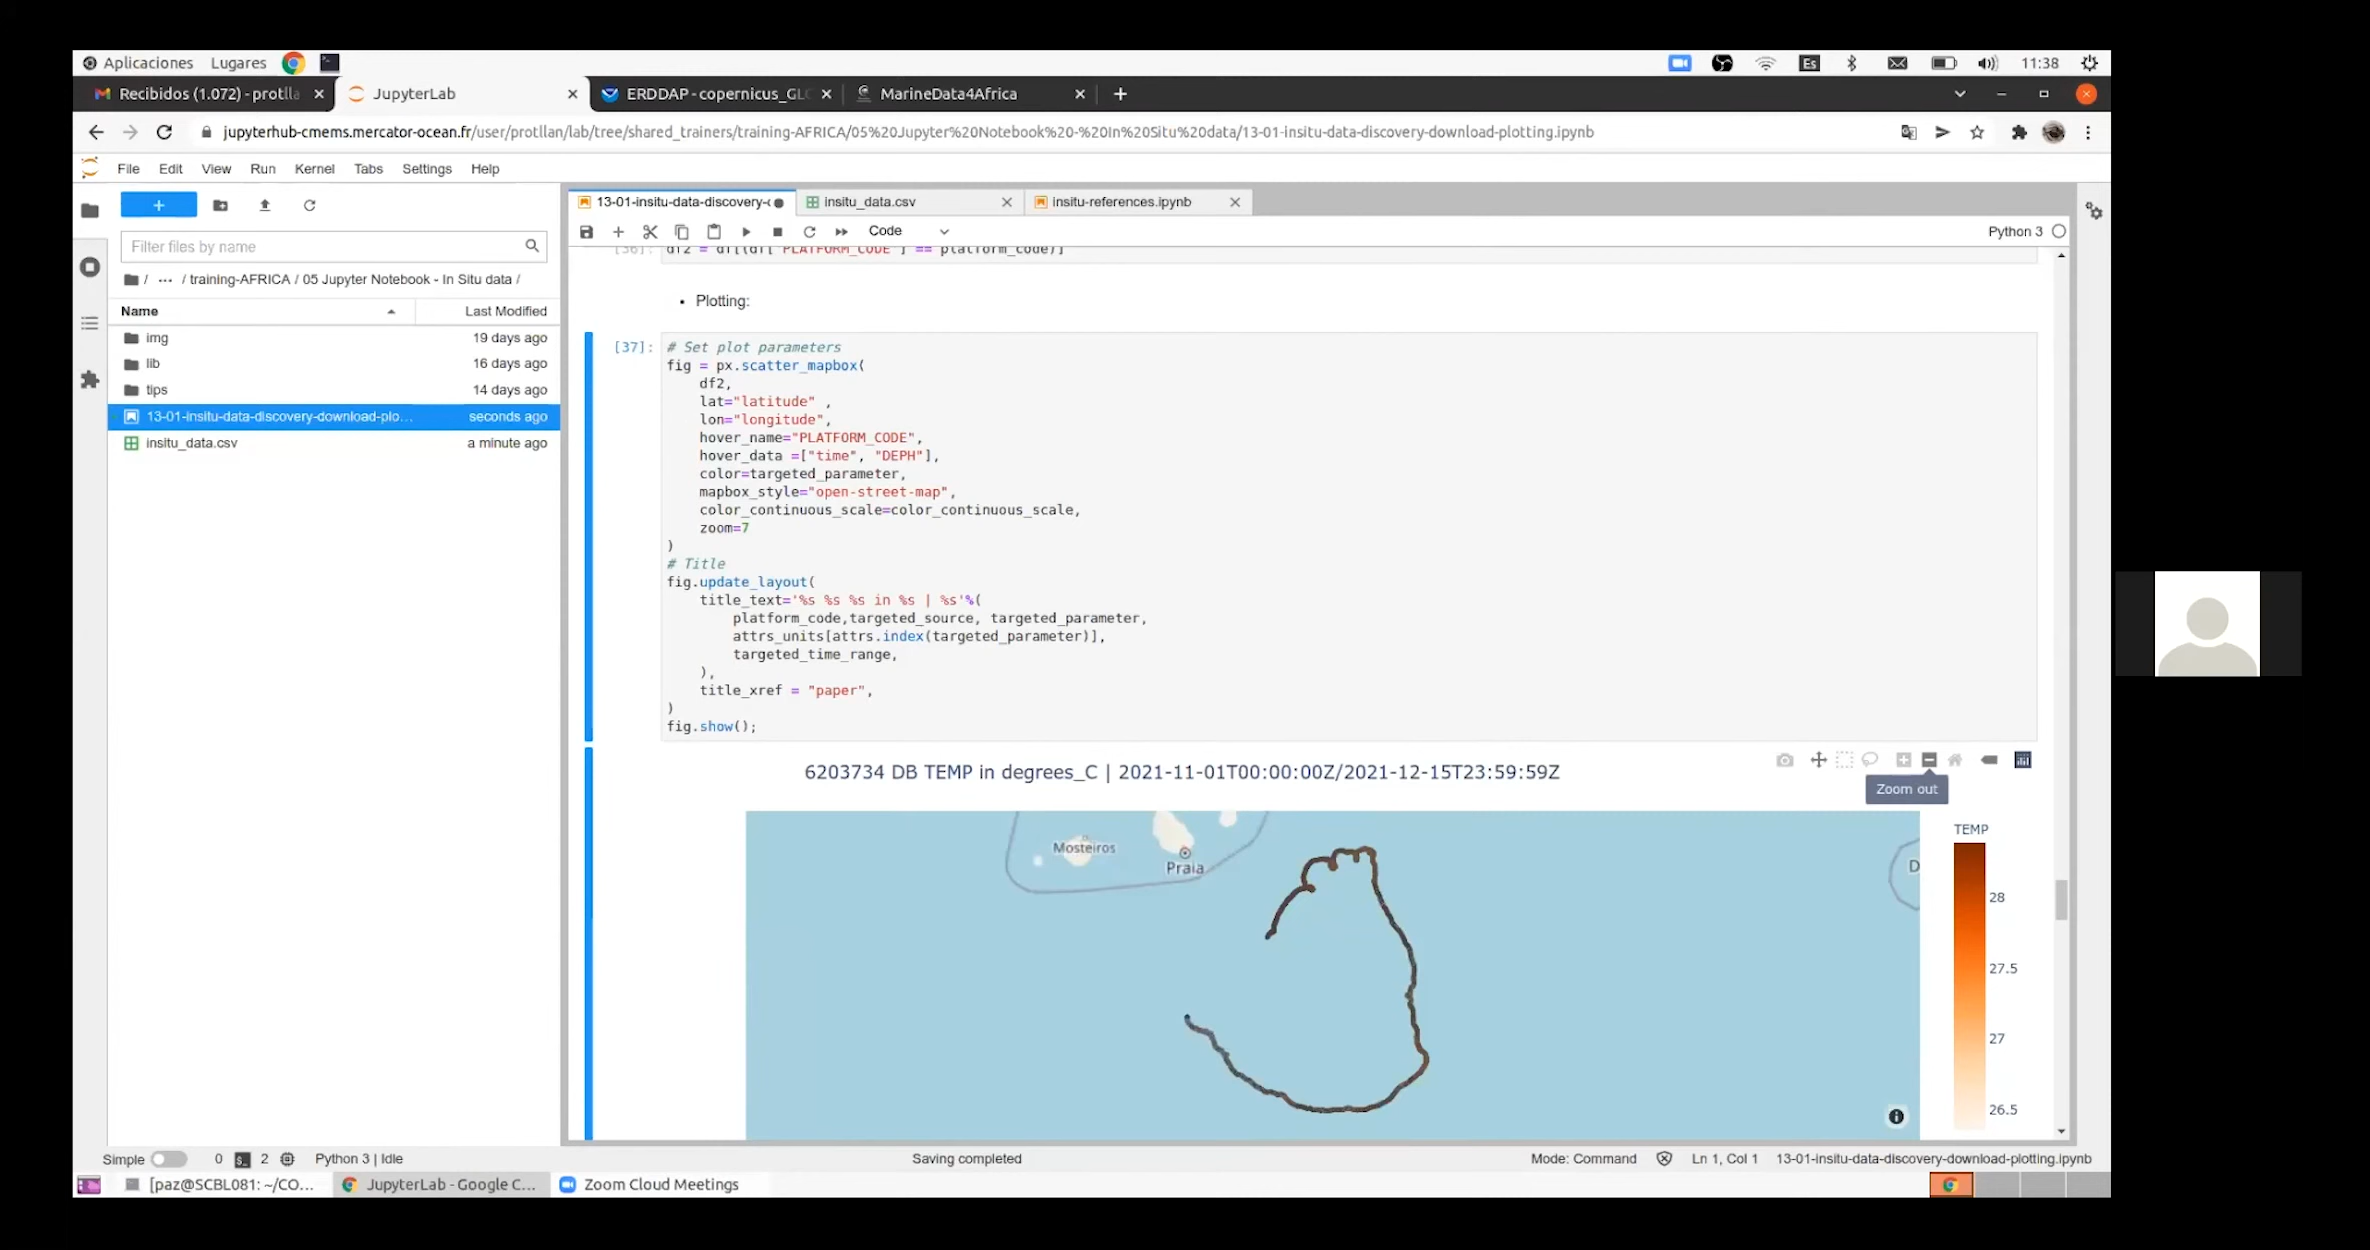 Aplicaciones Lugares Es 11:38
Recibidos (1.072) - protlla JupyterLab ERDDAP - copernicus_GLO MarineData4Africa
jupyterhub-cmems.mercator-ocean.fr/user/protllan/lab/tree/shared_trainers/training-AFRICA/05%20Jupyter%20Notebook%20-%20In%20Situ%20data/13-01-insitu-data-discovery-download-plotting.ipynb
File Edit View Run Kernel Tabs Settings Help
13-01-insitu-data-discovery-c insitu_data.csv insitu-references.ipynb
Code Python 3
Filter files by name
/ ··· / training-AFRICA / 05 Jupyter Notebook - In Situ data /
Name Last Modified
img 19 days ago
lib 16 days ago
tips 14 days ago
13-01-insitu-data-discovery-download-plo... seconds ago
insitu_data.csv a minute ago
[36]: df2 = df[(df["PLATFORM_CODE"] == platform_code)]
• Plotting:
[37]: # Set plot parameters
fig = px.scatter_mapbox(
df2,
lat="latitude" ,
lon="longitude",
hover_name="PLATFORM_CODE",
hover_data =["time", "DEPH"],
color=targeted_parameter,
mapbox_style="open-street-map",
color_continuous_scale=color_continuous_scale,
zoom=7
)
# Title
fig.update_layout(
title_text='%s %s %s in %s | %s'%(
platform_code,targeted_source, targeted_parameter,
attrs_units[attrs.index(targeted_parameter)],
targeted_time_range,
),
title_xref = "paper",
)
fig.show();
6203734 DB TEMP in degrees_C | 2021-11-01T00:00:00Z/2021-12-15T23:59:59Z
Zoom out
Mosteiros
Praia
D
TEMP
28
27.5
27
26.5
Simple 0 2 Python 3 | Idle Saving completed Mode: Command Ln 1, Col 1 13-01-insitu-data-discovery-download-plotting.ipynb
[paz@SCBL081: ~/CO... JupyterLab - Google C... Zoom Cloud Meetings